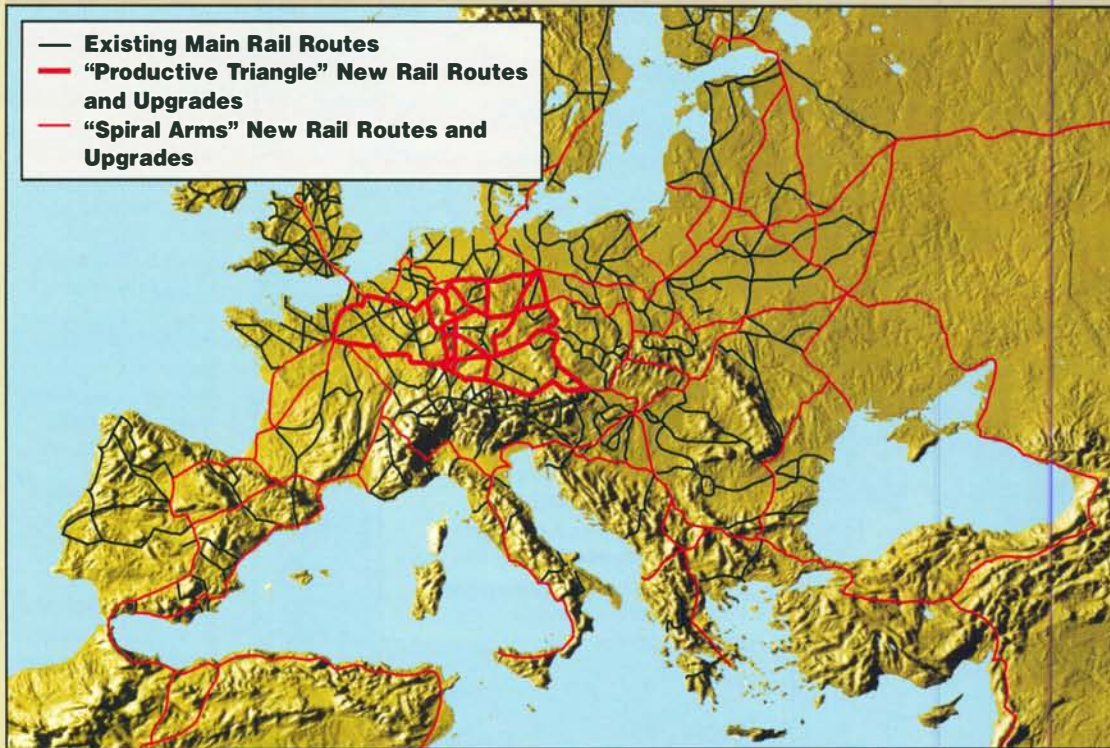 Existing Main Rail Routes
“Productive Triangle” New Rail Routes
and Upgrades
“Spiral Arms” New Rail Routes and
Upgrades